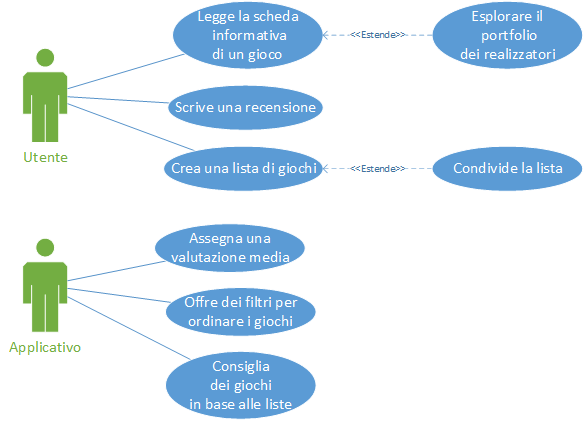 Legge la scheda
informativa
di un gioco
<<Estende>>
Esplorare il
portfolio
dei realizzatori
Scrive una recensione
Utente
Crea una lista di giochi
<<Estende>>
Condivide la lista
Assegna una
valutazione media
Offre dei filtri per
ordinare i giochi
Applicativo
Consiglia
dei giochi
in base alle liste